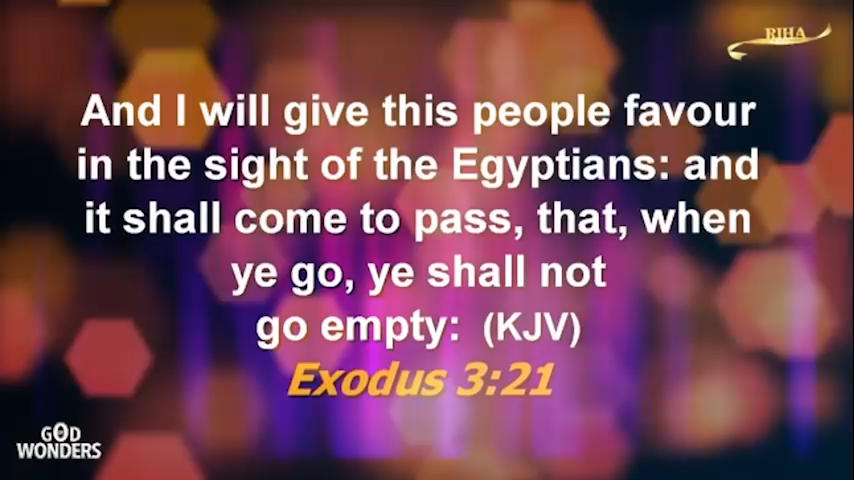 RIHA
And I will give this people favour
in the sight of the Egyptians: and
it shall come to pass, that, when
ye go, ye shall not
go empty: (KJV)
Exodus 3:21
GOD
WONDERS